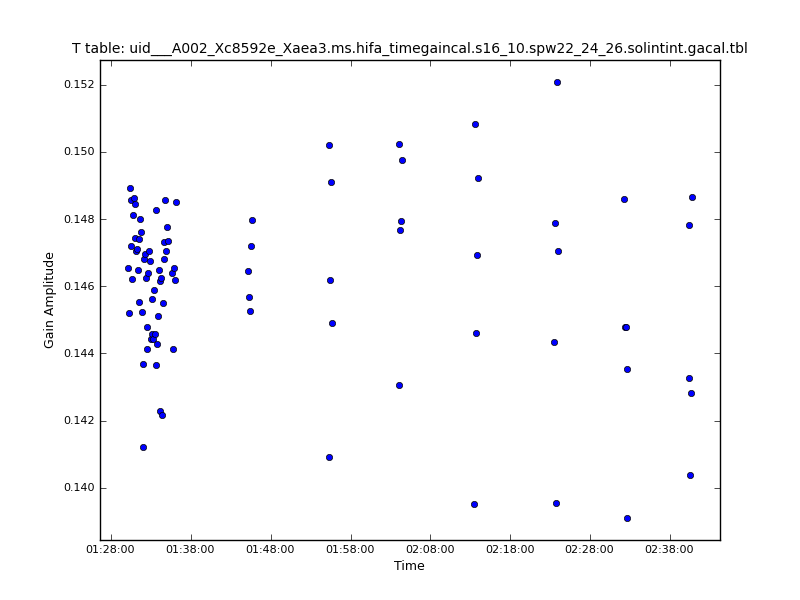 T table: uid___A002_Xc8592e_Xaea3.ms.hifa_timegaincal.s16_10.spw22_24_26.solintint.gacal.tbl
0.152
0.150
0.148
0.146
0.144
0.142
0.140
Gain Amplitude
01:28:00 01:38:00 01:48:00 01:58:00 02:08:00 02:18:00 02:28:00 02:38:00
Time